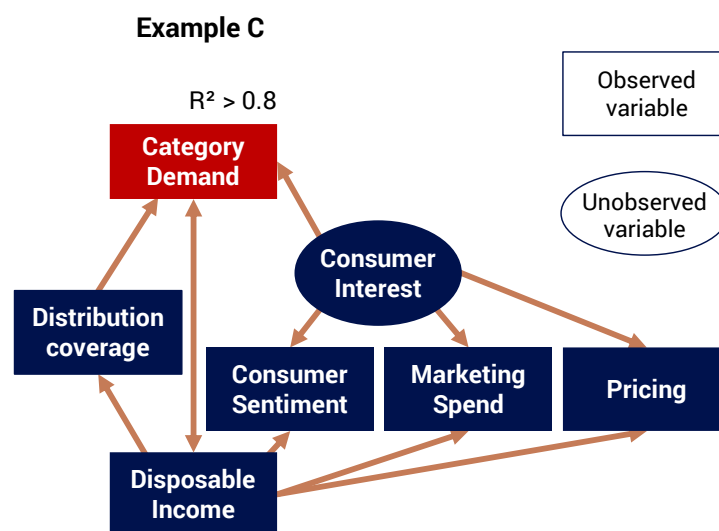 Example C
Observed
variable
R² > 0.8
Category
Demand
Unobserved
variable
Consumer
Interest
Distribution
coverage
Consumer
Sentiment
Marketing
Spend
Pricing
Disposable
Income